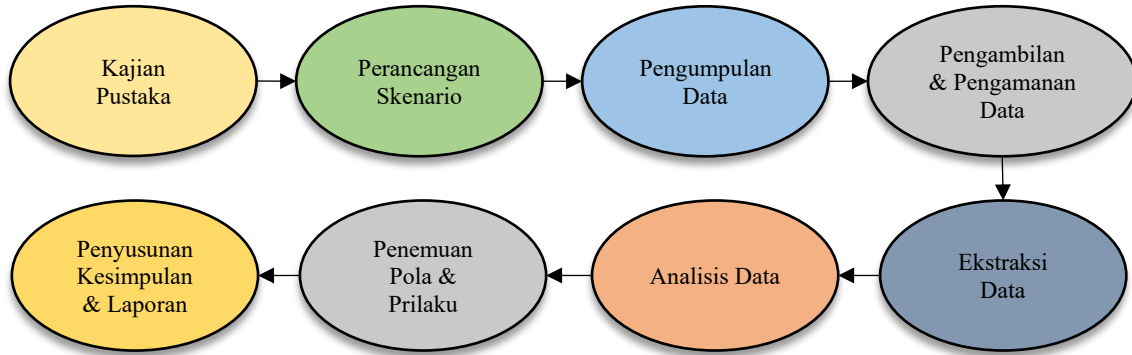 Kajian
Pustaka
Perancangan
Skenario
Pengumpulan
Data
Pengambilan
& Pengamanan
Data
Ekstraksi
Data
Analisis Data
Penemuan
Pola &
Prilaku
Penyusunan
Kesimpulan
& Laporan